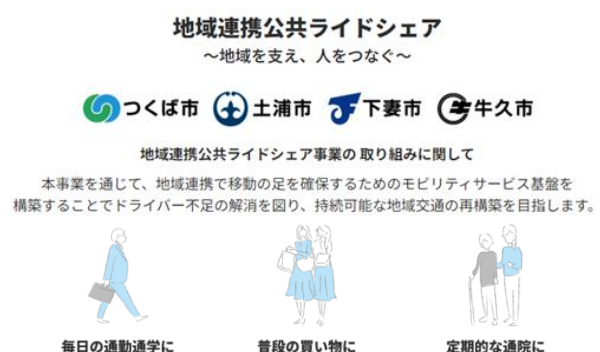 地域連携公共ライドシェア
～地域を支え、人をつなぐ～
つくば市 土浦市 下妻市 牛久市
地域連携公共ライドシェア事業の 取り組みに関して
本事業を通じて、地域連携で移動の足を確保するためのモビリティサービス基盤を
構築することでドライバー不足の解消を図り、持続可能な地域交通の再構築を目指します。
毎日の通勤通学に 普段の買い物に 定期的な通院に